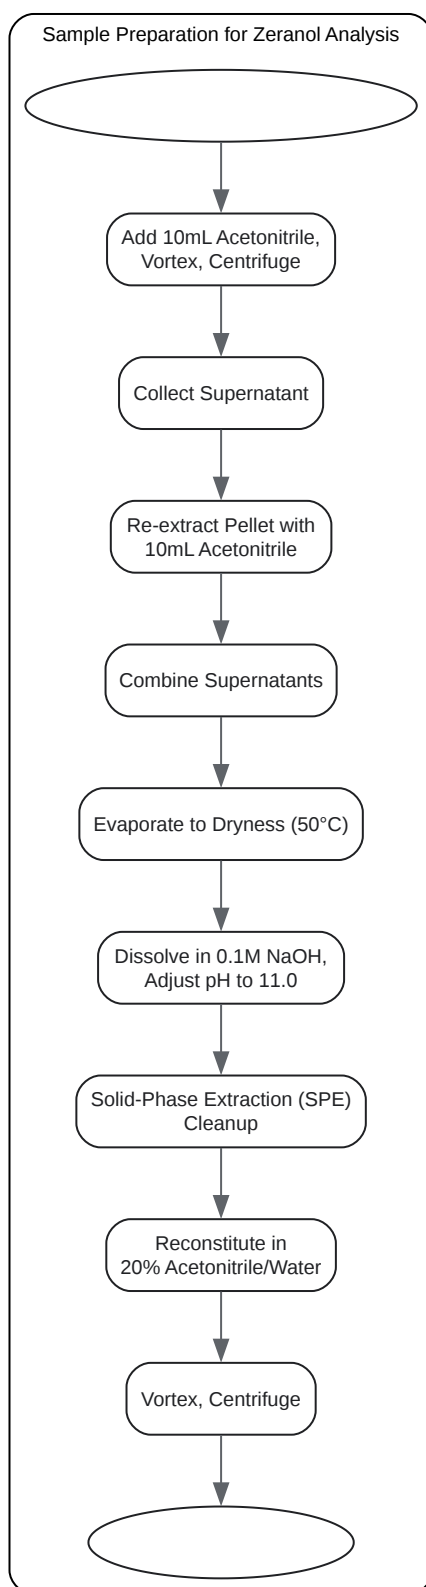 Sample Preparation for Zeranol Analysis
Add 10mL Acetonitrile,
Vortex, Centrifuge
Collect Supernatant
Re-extract Pellet with
10mL Acetonitrile
Combine Supernatants
Evaporate to Dryness (50°C)
Dissolve in 0.1M NaOH,
Adjust pH to 11.0
Solid-Phase Extraction (SPE)
Cleanup
Reconstitute in
20% Acetonitrile/Water
Vortex, Centrifuge